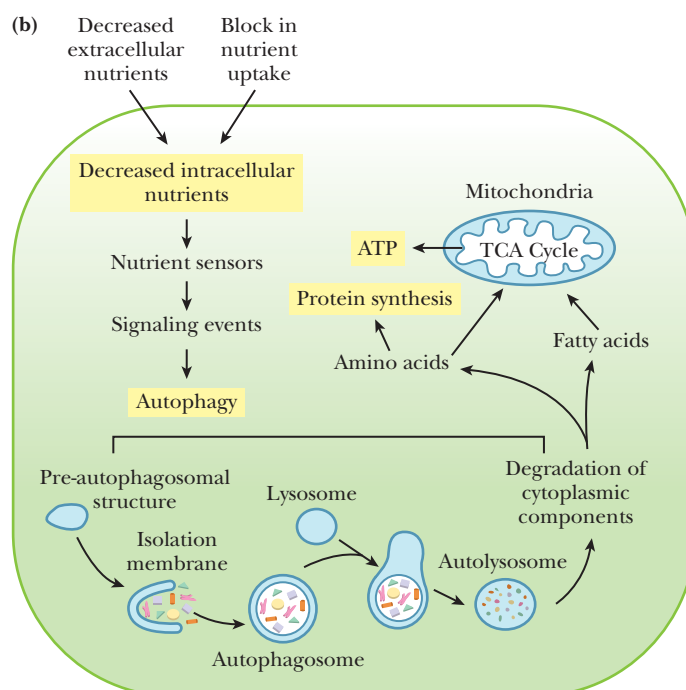 (b)
Decreased
extracellular
nutrients
Block in
nutrient
uptake
Decreased intracellular
nutrients
Nutrient sensors
Signaling events
Autophagy
Mitochondria
TCA Cycle
ATP
Protein synthesis
Amino acids
Fatty acids
Pre-autophagosomal
structure
Isolation
membrane
Lysosome
Autophagosome
Autolysosome
Degradation of
cytoplasmic
components